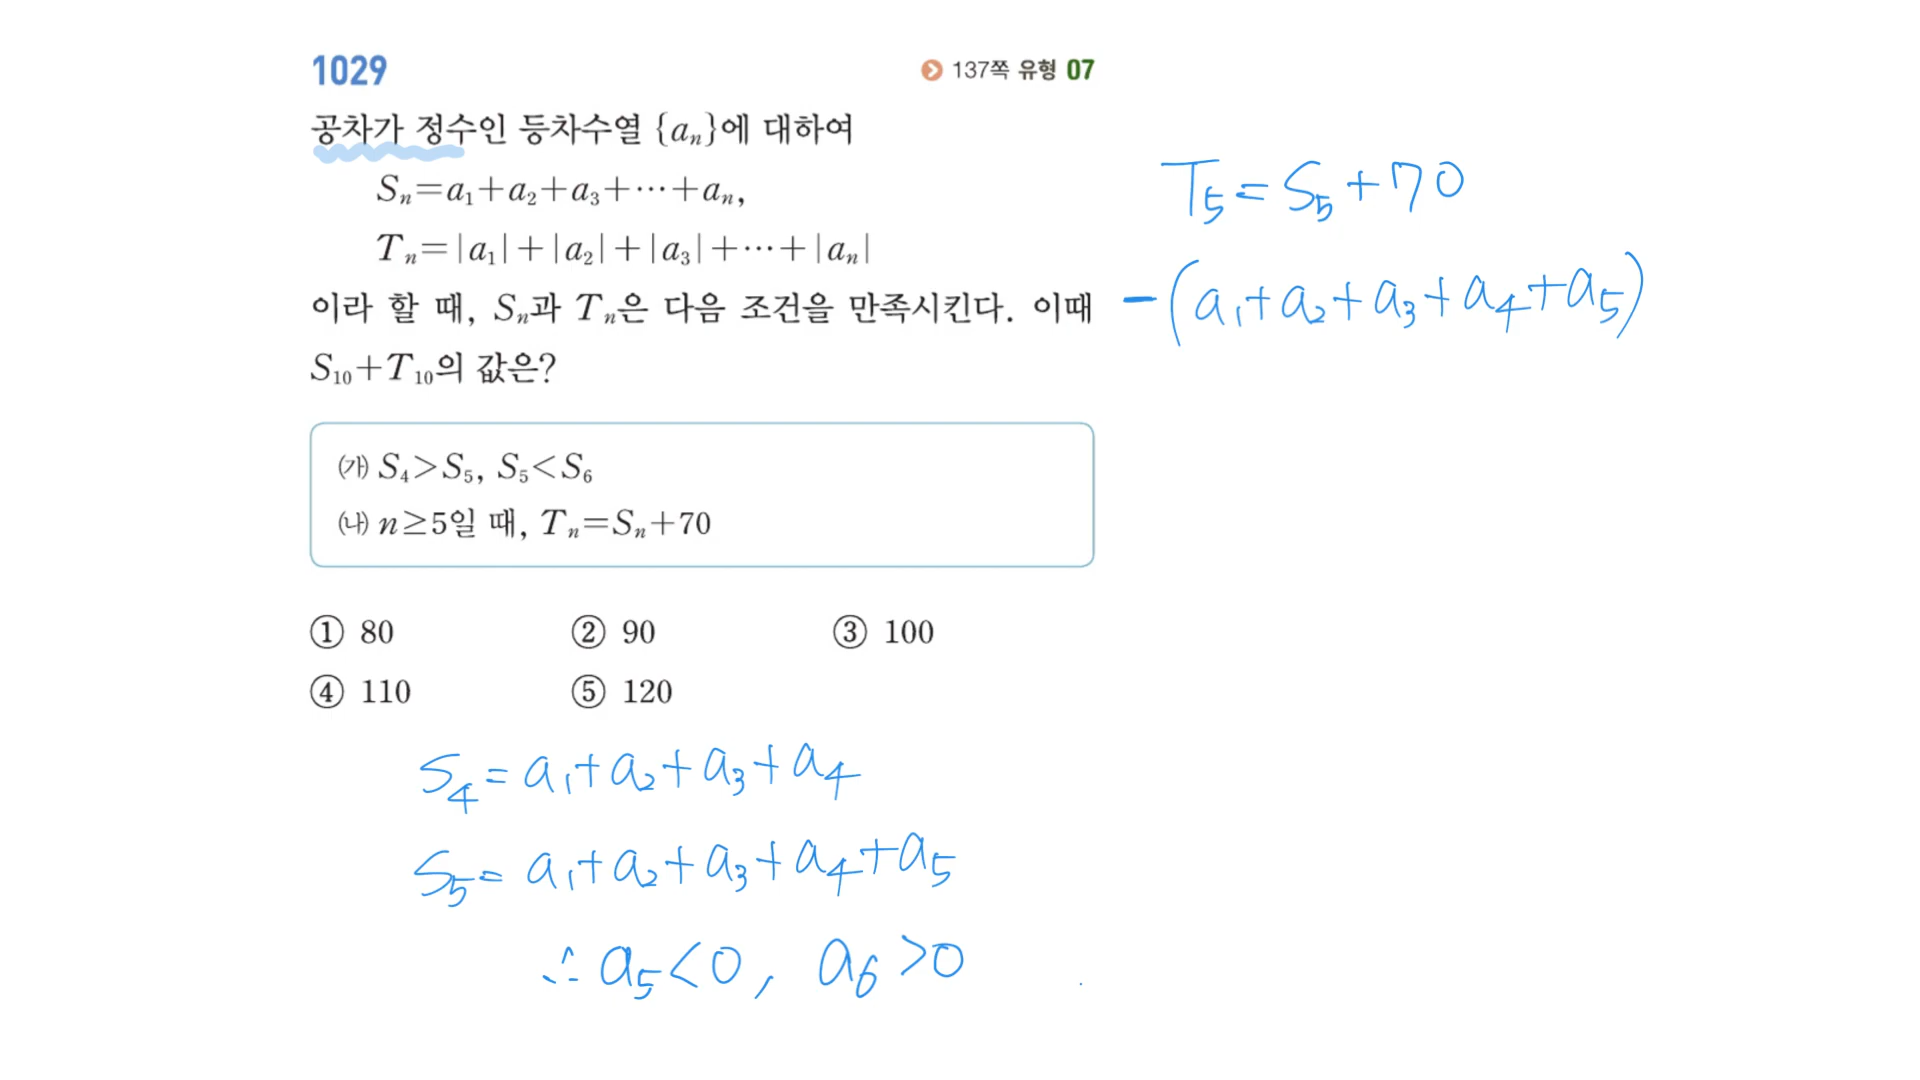 1029
137쪽 유형 07
공차가 정수인 등차수열 {aₙ}에 대하여
Sₙ=a₁+a₂+a₃+⋯+aₙ,
Tₙ=|a₁|+|a₂|+|a₃|+⋯+|aₙ|
이라 할 때, Sₙ과 Tₙ은 다음 조건을 만족시킨다. 이때
S₁₀+T₁₀의 값은?
㈎ S₄>S₅, S₅<S₆
㈏ n≥5일 때, Tₙ=Sₙ+70
① 80 ② 90 ③ 100
④ 110 ⑤ 120
S₄=a₁+a₂+a₃+a₄
S₅=a₁+a₂+a₃+a₄+a₅
∴ a₅<0, a₆>0
T₅=S₅+70
-(a₁+a₂+a₃+a₄+a₅)